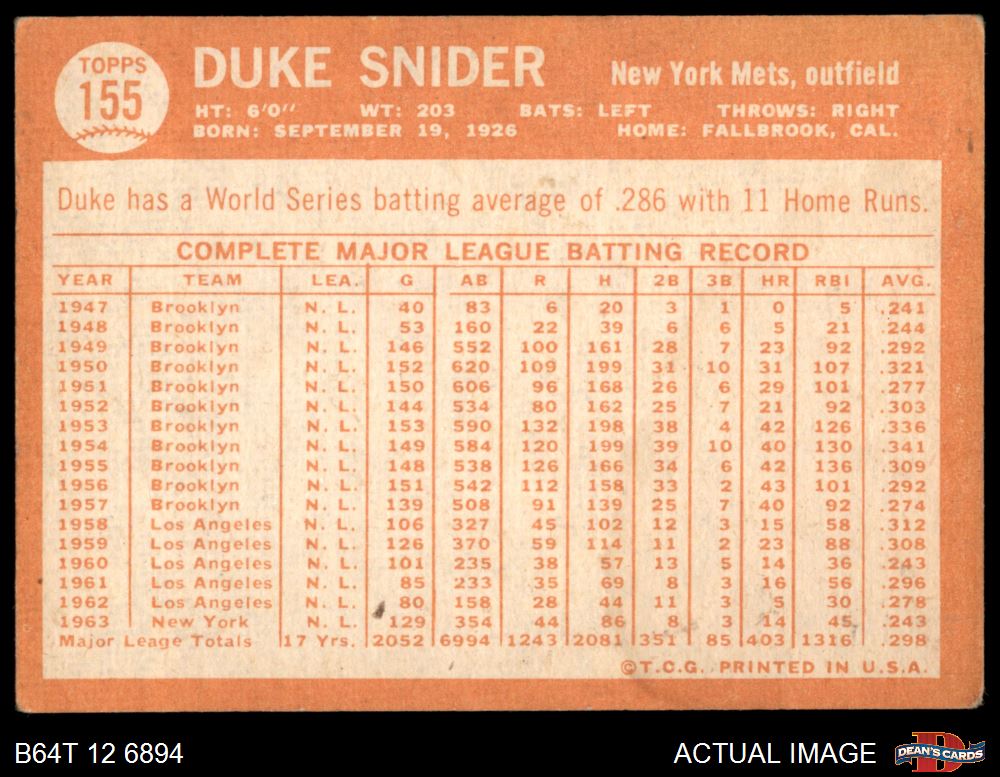 TOPPS
155
DUKE SNIDER
New York Mets, outfield
HT: 6'0" WT: 203 BATS: LEFT THROWS: RIGHT
BORN: SEPTEMBER 19, 1926 HOME: FALLBROOK, CAL.
Duke has a World Series batting average of .286 with 11 Home Runs.
COMPLETE MAJOR LEAGUE BATTING RECORD
YEAR TEAM LEA. G AB R H 2B 3B HR RBI AVG.
1947 Brooklyn N. L. 40 83 6 20 3 1 0 5 .241
1948 Brooklyn N. L. 53 160 22 39 6 6 5 21 .244
1949 Brooklyn N. L. 146 552 100 161 28 7 23 92 .292
1950 Brooklyn N. L. 152 620 109 199 31 10 31 107 .321
1951 Brooklyn N. L. 150 606 96 168 26 6 29 101 .277
1952 Brooklyn N. L. 144 534 80 162 25 7 21 92 .303
1953 Brooklyn N. L. 153 590 132 198 38 4 42 126 .336
1954 Brooklyn N. L. 149 584 120 199 39 10 40 130 .341
1955 Brooklyn N. L. 148 538 126 166 34 6 42 136 .309
1956 Brooklyn N. L. 151 542 112 158 33 2 43 101 .292
1957 Brooklyn N. L. 139 508 91 139 25 7 40 92 .274
1958 Los Angeles N. L. 106 327 45 102 12 3 15 58 .312
1959 Los Angeles N. L. 126 370 59 114 11 2 23 88 .308
1960 Los Angeles N. L. 101 235 38 57 13 5 14 36 .243
1961 Los Angeles N. L. 85 233 35 69 8 3 16 56 .296
1962 Los Angeles N. L. 80 158 28 44 11 3 5 30 .278
1963 New York N. L. 129 354 44 86 8 3 14 45 .243
Major Leage Totals 17 Yrs. 2052 6994 1243 2081 351 85 403 1316 .298
©T.C.G. PRINTED IN U.S.A.
B64T 12 6894
ACTUAL IMAGE
D
DEAN'S CARDS